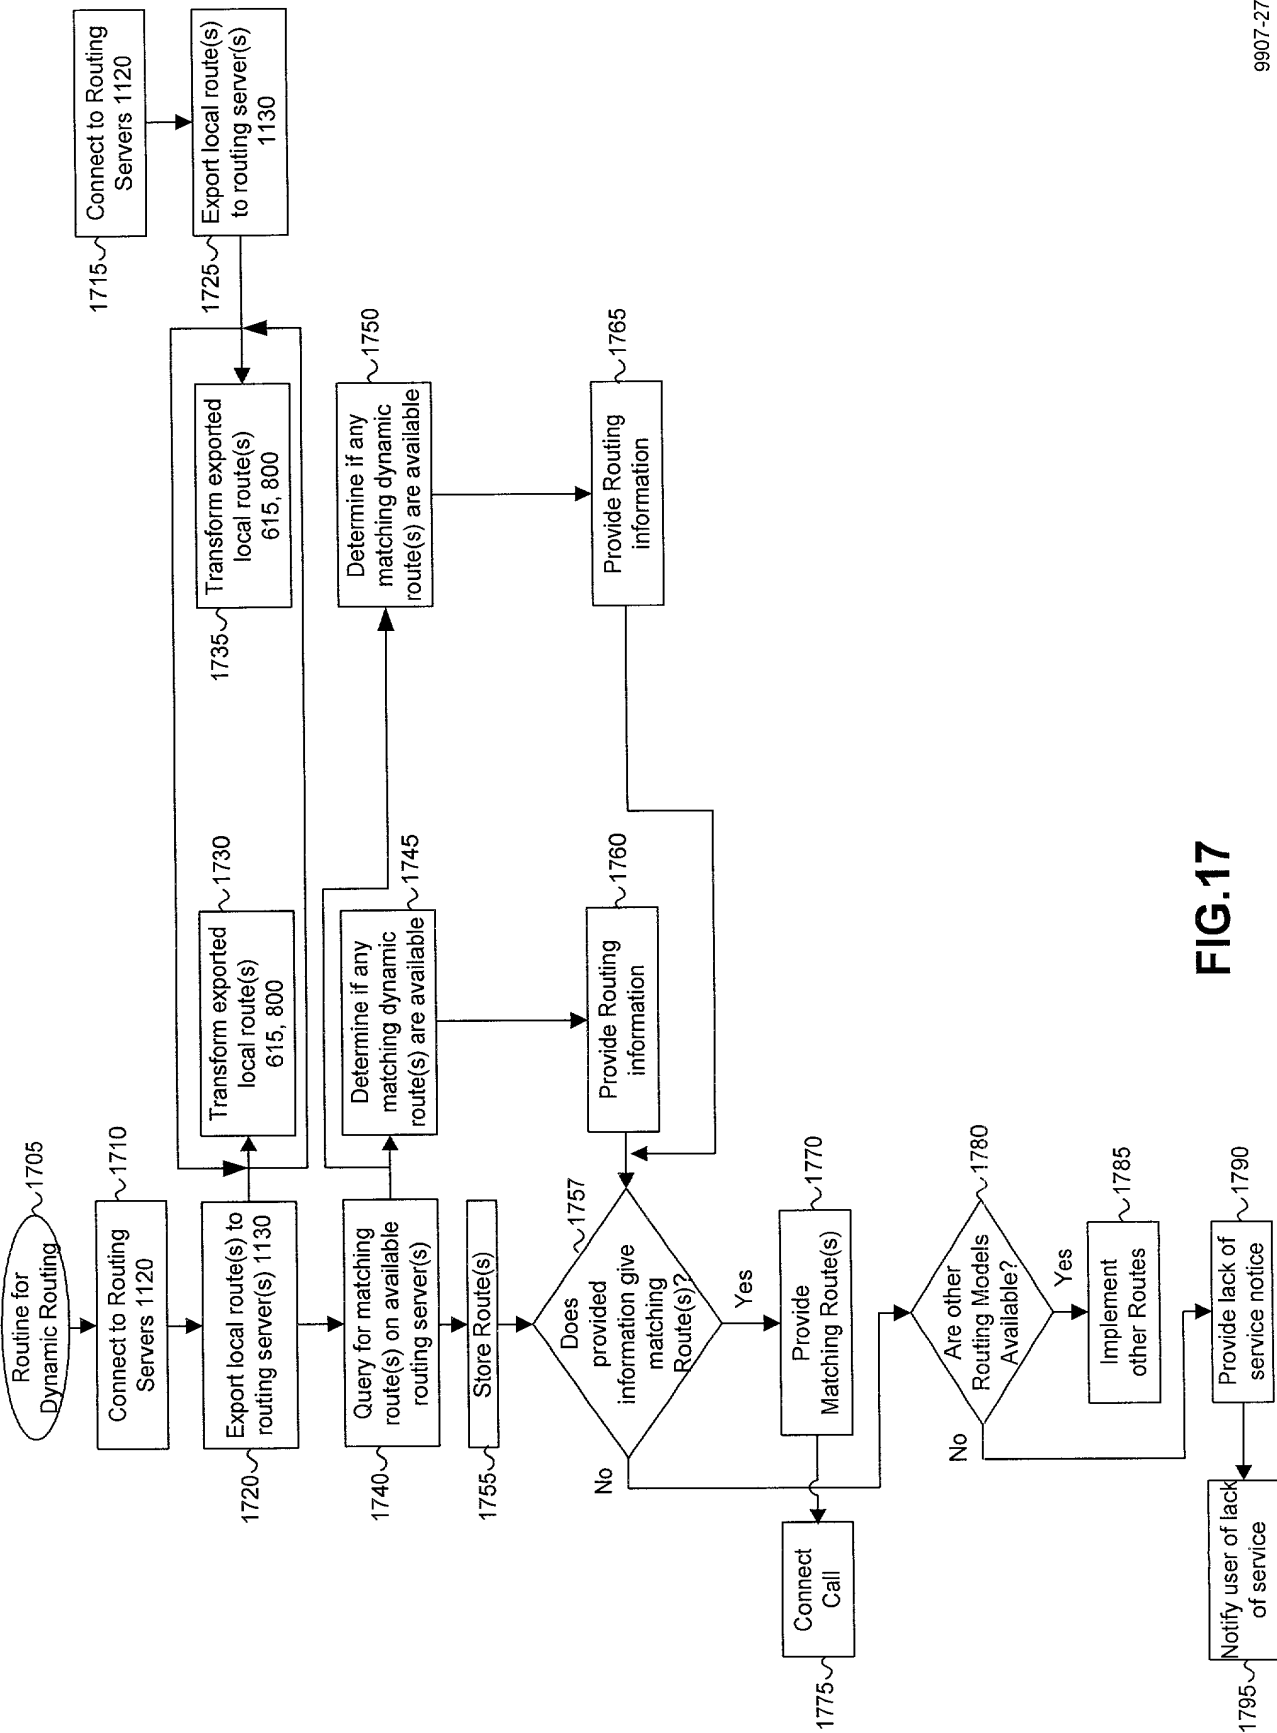 9907-27
Routine for
Dynamic Routing
1705
Connect to Routing
Servers 1120
1710
Connect to Routing
Servers 1120
1715
Export local route(s) to
routing server(s) 1130
1720
Transform exported
local route(s)
615, 800
1730
Transform exported
local route(s)
615, 800
1735
Export local route(s)
to routing server(s)
1130
1725
Query for matching
route(s) on available
routing server(s)
1740
Determine if any
matching dynamic
route(s) are available
1745
Determine if any
matching dynamic
route(s) are available
1750
Store Route(s)
1755
Does
provided
information give
matching
Route(s)?
1757
Provide Routing
information
1760
Provide Routing
information
1765
Yes
No
Provide
Matching Route(s)
1770
Connect
Call
1775
Are other
Routing Models
Available?
1780
Yes
No
Implement
other Routes
1785
Provide lack of
service notice
1790
Notify user of lack
of service
1795
FIG.17